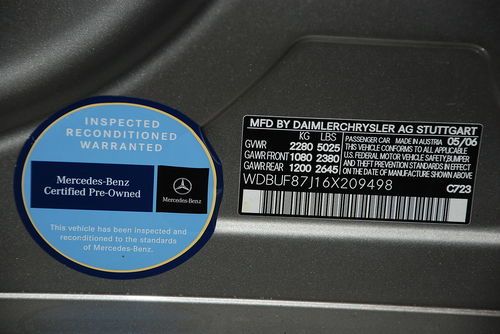 INSPECTED
RECONDITIONED
WARRANTED
Mercedes-Benz
Certified Pre-Owned
Mercedes-Benz
This vehicle has been inspected and
reconditioned to the standards
of Mercedes-Benz.
MFD BY DAIMLERCHRYSLER AG STUTTGART
KG LBS
GVWR 2280 5025
GAWR FRONT 1080 2380
GAWR REAR 1200 2645
PASSENGER CAR MADE IN AUSTRIA 05/06
THIS VEHICLE CONFORMS TO ALL APPLICABLE
U.S. FEDERAL MOTOR VEHICLE SAFETY, BUMPER
AND THEFT PREVENTION STANDARDS IN EFFECT
ON THE DATE OF MANUFACTURE SHOWN ABOVE
WDBUF87J16X209498
C723